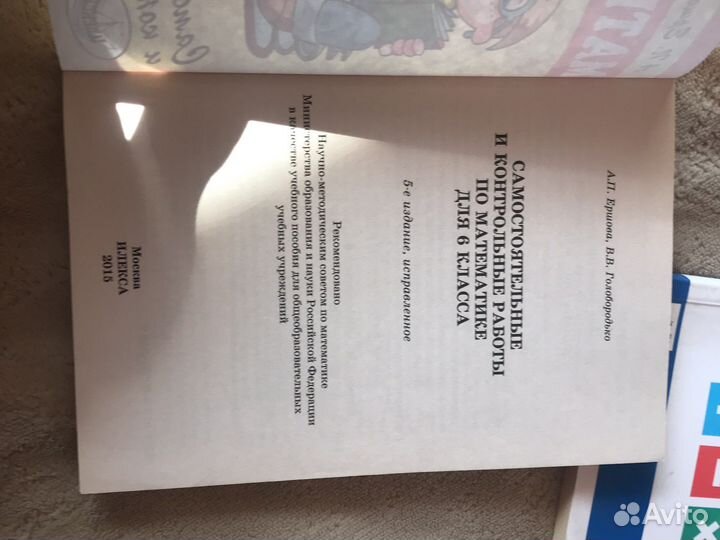 А.П. Ершова, В.В. Голобородько
САМОСТОЯТЕЛЬНЫЕ
И КОНТРОЛЬНЫЕ РАБОТЫ
ПО МАТЕМАТИКЕ
ДЛЯ 6 КЛАССА
5-е издание, исправленное
Рекомендовано
Научно-методическим советом по математике
Министерства образования и науки Российской Федерации
в качестве учебного пособия для общеобразовательных
учебных учреждений
Москва
ИЛЕКСА
2015
Avito